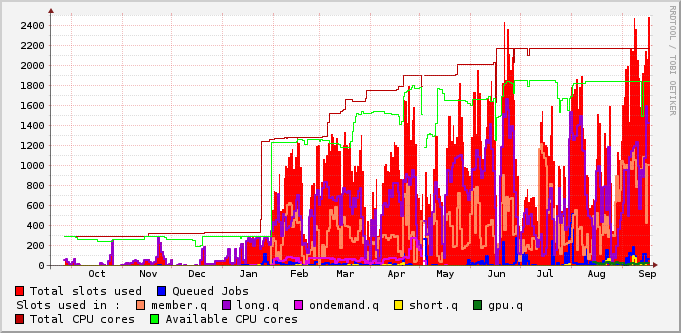 RRDTOOL / TOBI OETIKER
2400
2200
2000
1800
1600
1400
1200
1000
800
600
400
200
0
Oct Nov Dec Jan Feb Mar Apr May Jun Jul Aug Sep
Total slots used Queued Jobs
Slots used in : member.q long.q ondemand.q short.q gpu.q
Total CPU cores Available CPU cores